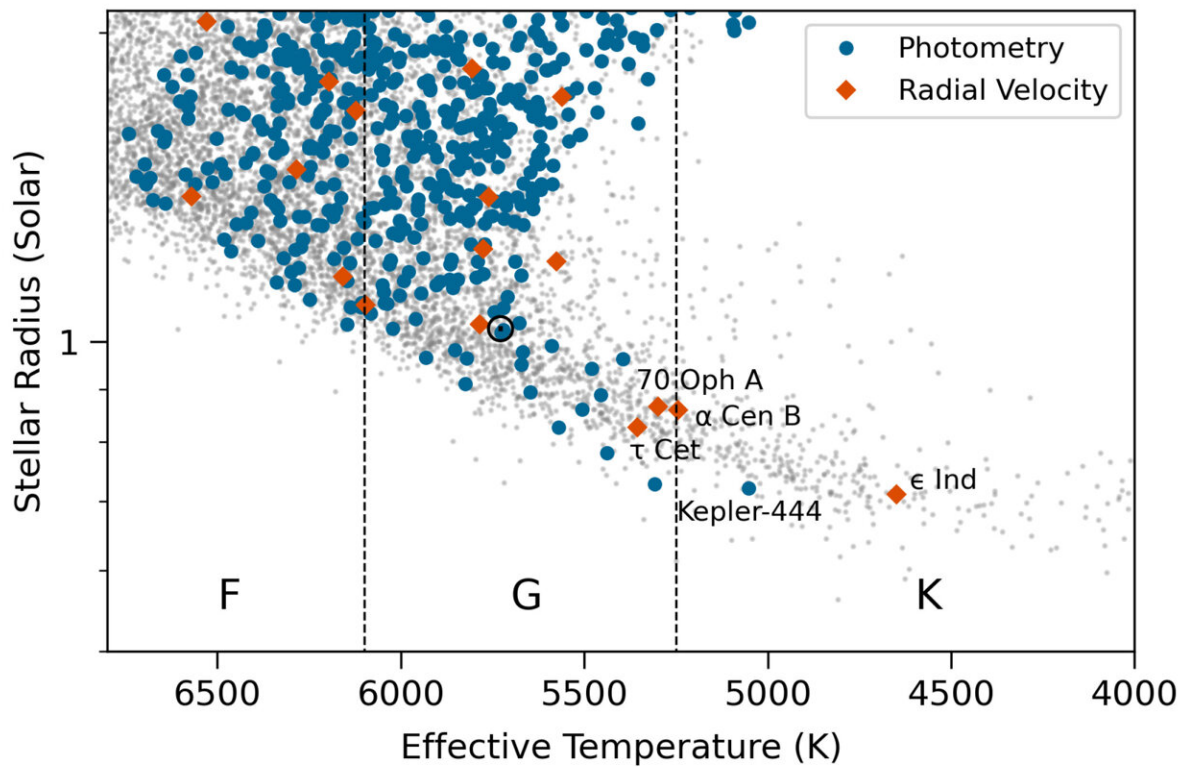 Photometry
Radial Velocity
Stellar Radius (Solar)
1
70 Oph A
α Cen B
τ Cet
ϵ Ind
Kepler-444
F G K
6500 6000 5500 5000 4500 4000
Effective Temperature (K)